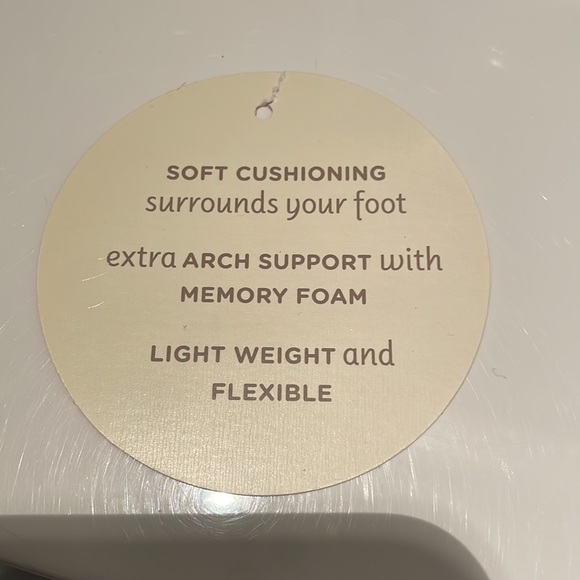 SOFT CUSHIONING
surrounds your foot
extra ARCH SUPPORT with
MEMORY FOAM
LIGHT WEIGHT and
FLEXIBLE